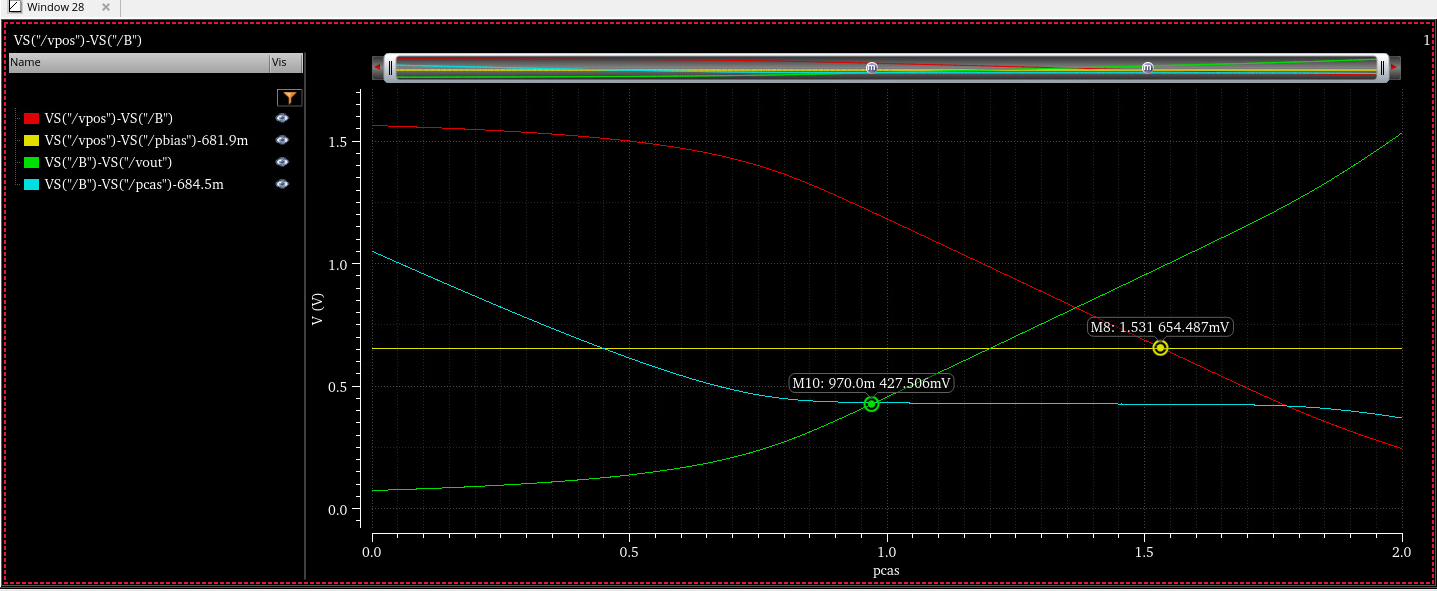 Window 28
VS("/vpos")-VS("/B")
1
Name Vis
VS("/vpos")-VS("/B")
VS("/vpos")-VS("/pbias")-681.9m
VS("/B")-VS("/vout")
VS("/B")-VS("/pcas")-684.5m
m m
1.5
1.0
0.5
0.0
V (V)
M8: 1.531 654.487mV
M10: 970.0m 427.506mV
0.0 0.5 1.0 1.5 2.0
pcas